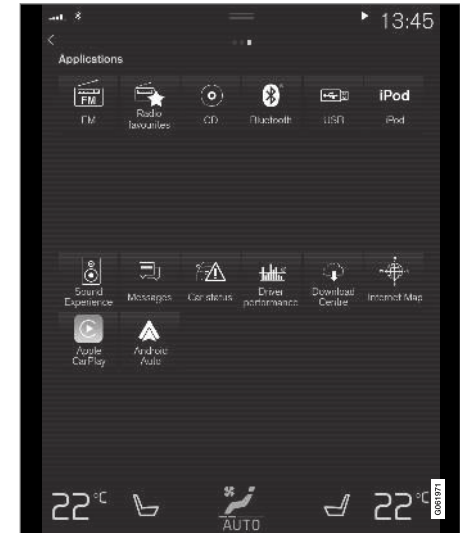 13:45
Applications
FM
iPod
FM
Radio favourites
CD
Bluetooth
USB
iPod
Sound Experience
Messages
Car status
Driver performance
Download Centre
Internet Map
Apple CarPlay
Android Auto
22°C
AUTO
22°C
G061971